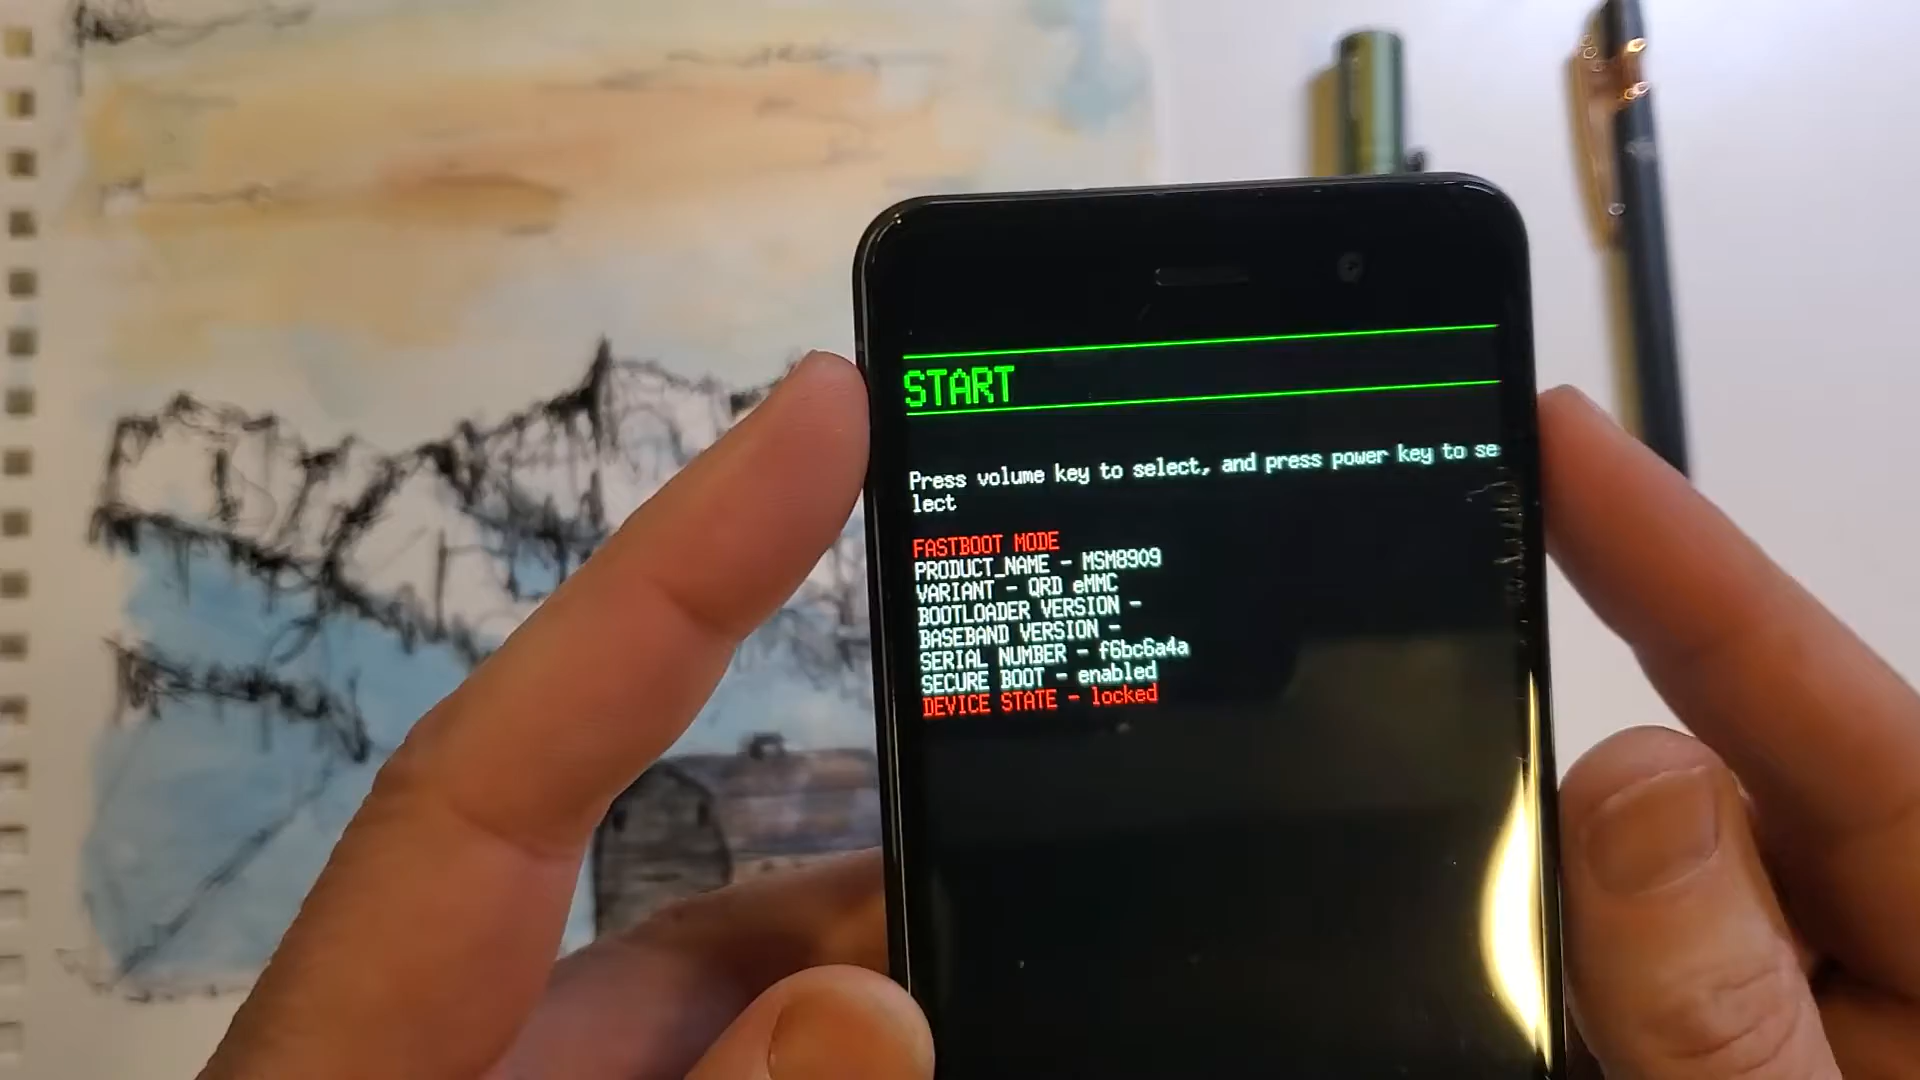 START
Press volume key to select, and press power key to se
lect
FASTBOOT MODE
PRODUCT_NAME - MSM8909
VARIANT - QRD eMMC
BOOTLOADER VERSION -
BASEBAND VERSION -
SERIAL NUMBER - f6bc6a4a
SECURE BOOT - enabled
DEVICE STATE - locked